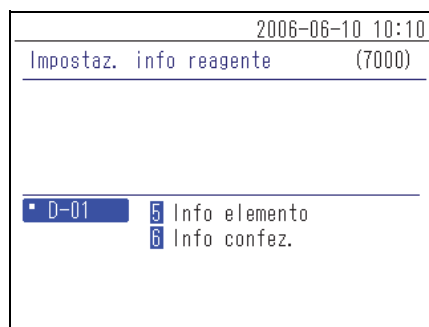 2006-06-10 10:10
Impostaz. info reagente (7000)
▪ D-01 5 Info elemento
6 Info confez.